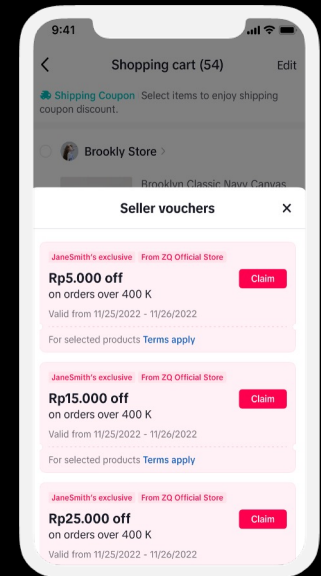 9:41
Shopping cart (54)
Edit
Shipping Coupon Select items to enjoy shipping
coupon discount.
Brookly Store >
Brooklyn Classic Navy Canvas
Seller vouchers
JaneSmith's exclusive From ZQ Official Store
Rp5.000 off
Claim
on orders over 400 K
Valid from 11/25/2022 - 11/26/2022
For selected products Terms apply
JaneSmith's exclusive From ZQ Official Store
Rp15.000 off
Claim
on orders over 400 K
Valid from 11/25/2022 - 11/26/2022
For selected products Terms apply
JaneSmith's exclusive From ZQ Official Store
Rp25.000 off
Claim
on orders over 400 K
Valid from 11/25/2022 - 11/26/2022